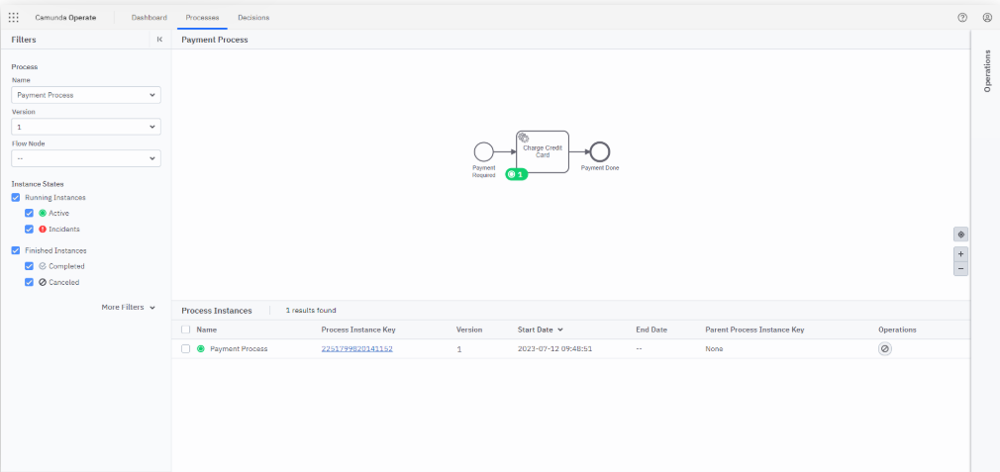 Camunda Operate
Dashboard
Processes
Decisions
Filters
Payment Process
Operations
Process
Name
Payment Process
Version
1
Flow Node
--
Instance States
Running Instances
Active
Incidents
Finished Instances
Completed
Canceled
More Filters
Payment
Required
Charge Credit
Card
1
Payment Done
+
−
Process Instances
1 results found
Name
Process Instance Key
Version
Start Date
End Date
Parent Process Instance Key
Operations
Payment Process
2251799820141152
1
2023-07-12 09:48:51
--
None